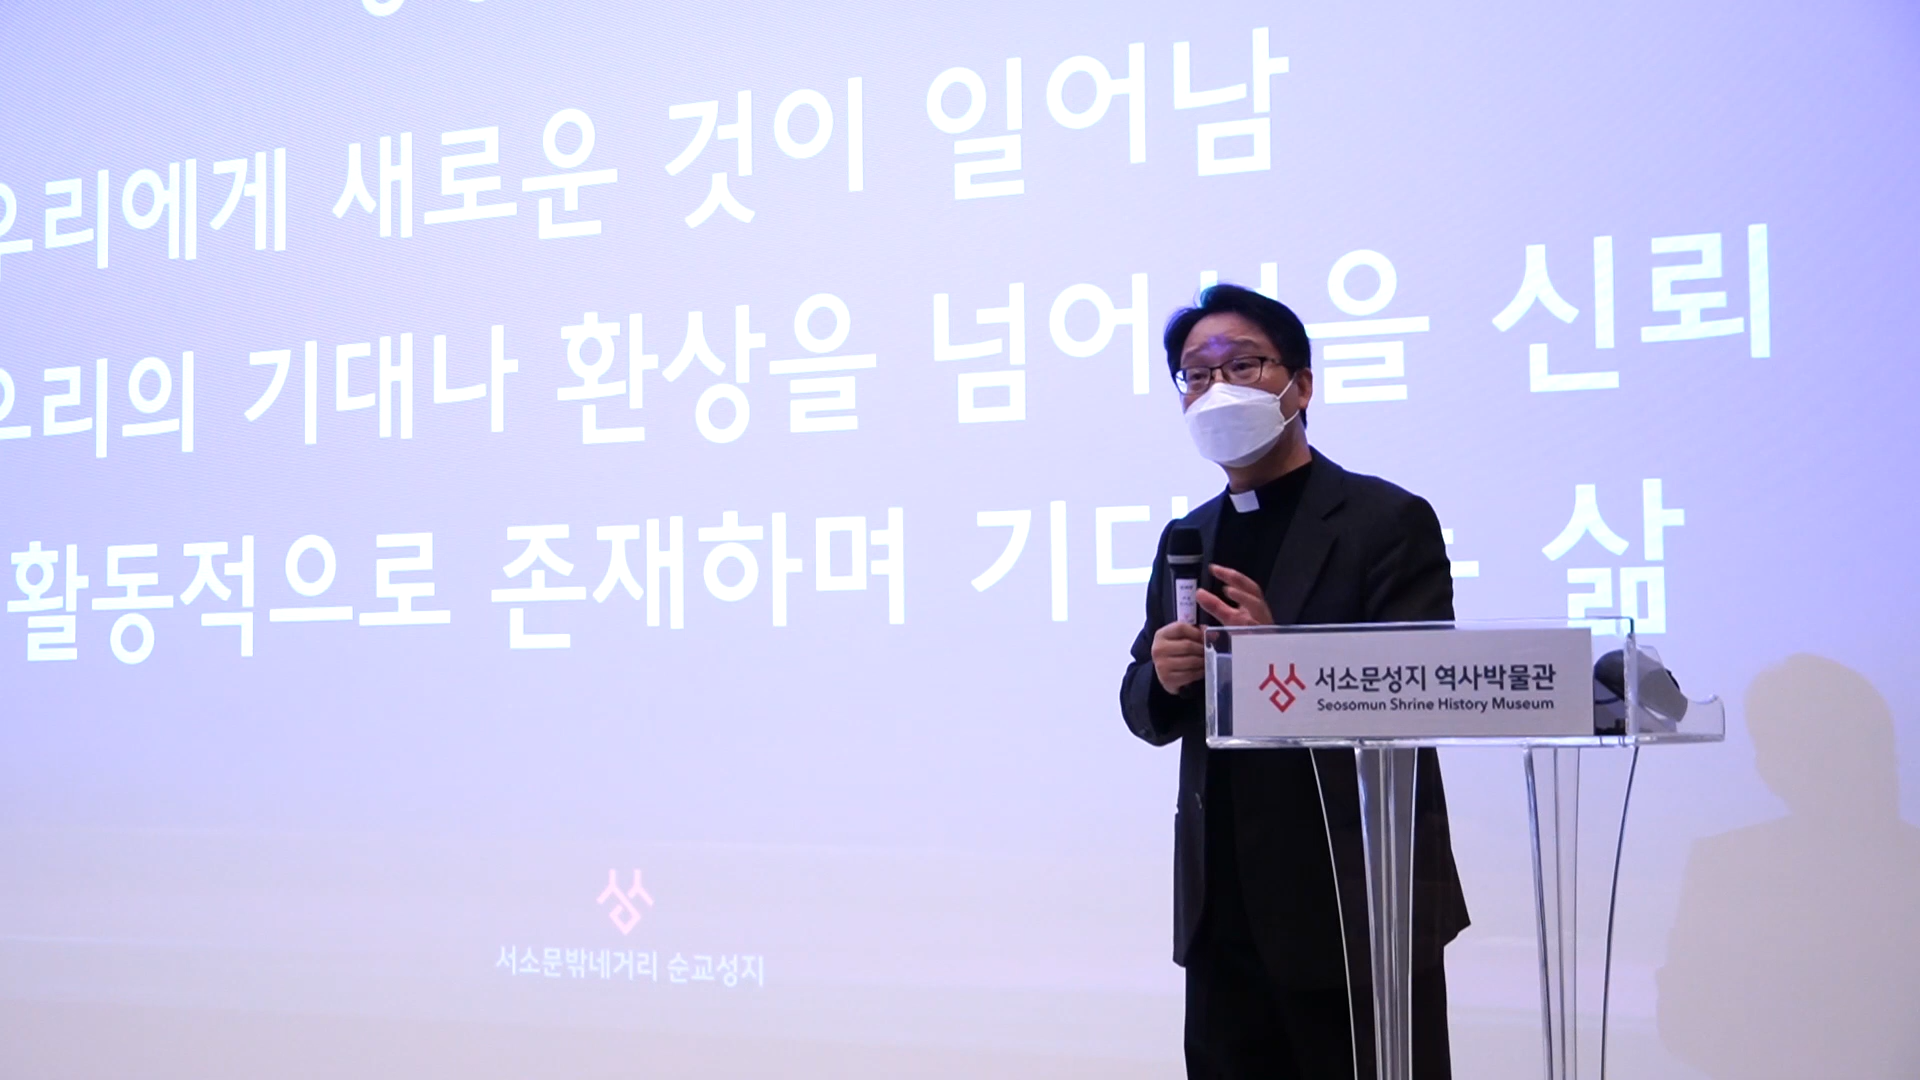 우리에게 새로운 것이 일어남
우리의 기대나 환상을 넘어 신뢰
활동적으로 존재하며 삶
서소문성지 역사박물관
Seosomun Shrine History Museum
서소문밖네거리 순교성지